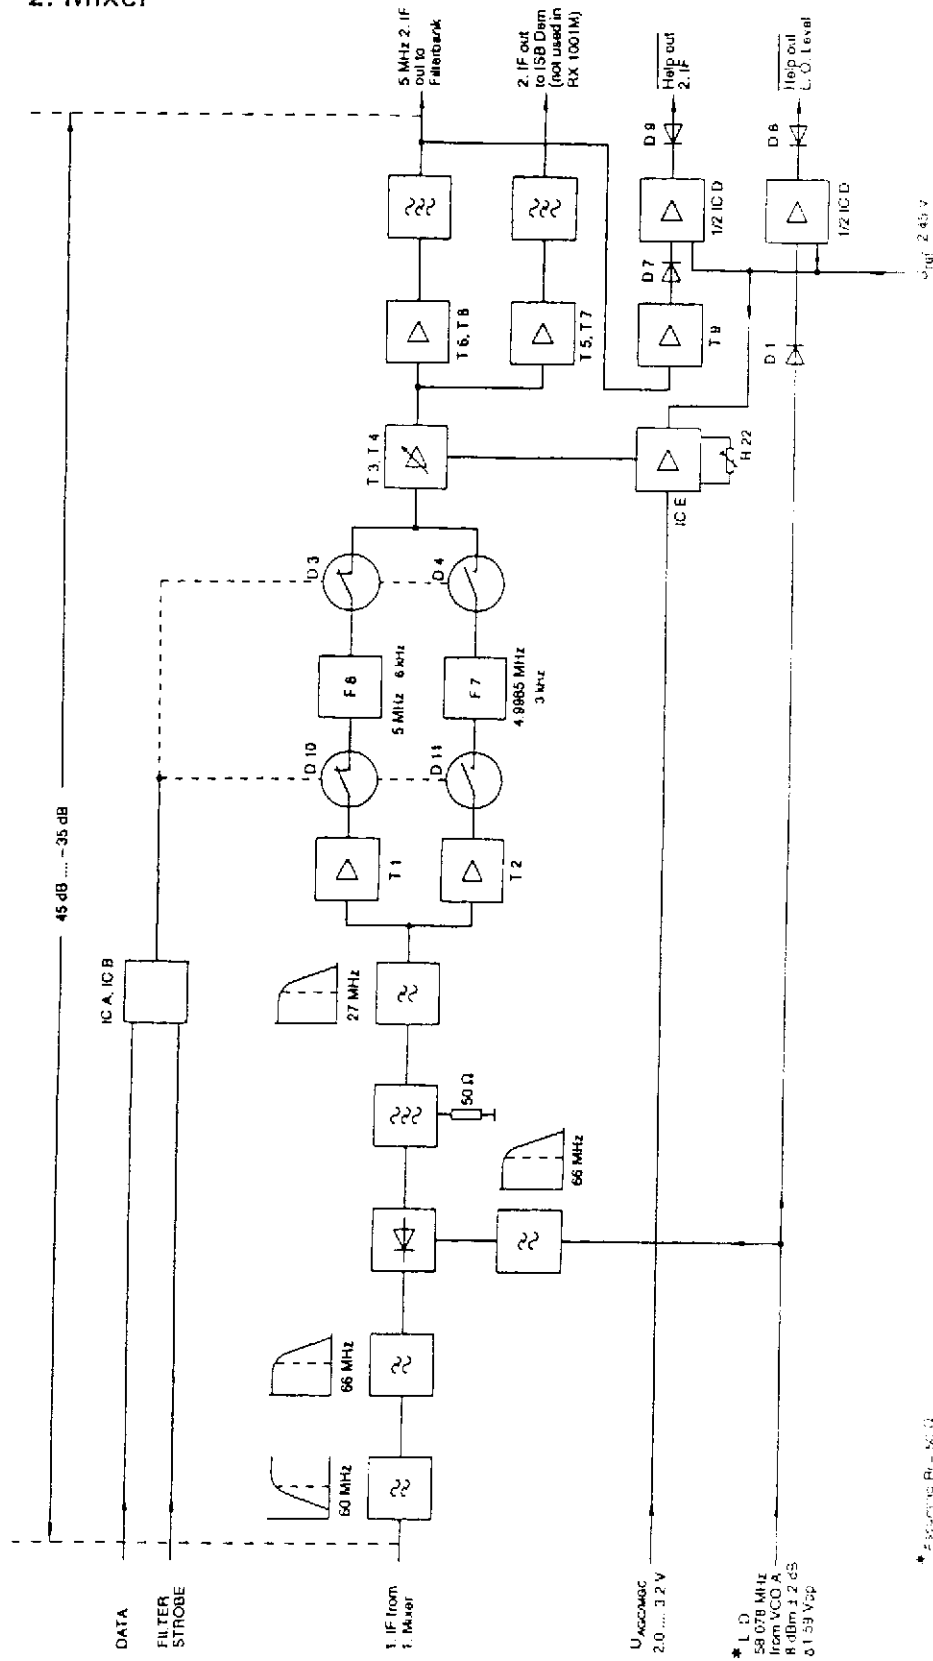 2. Mixer
45 dB .... -35 dB
DATA
FILTER
STROBE
IC A, IC B
1. IF from
1. Mixer
60 MHz
66 MHz
66 MHz
50 Ω
27 MHz
T 1
T 2
D 10
D 11
F 8
5 MHz 6 kHz
F 7
4.9985 MHz
3 kHz
D 3
D 4
T 3, T 4
T 6, T 8
T 5, T 7
5 MHz 2. IF
out to
Filterbank
2. IF out
to ISB Dem
(not used in
RX 1001M)
IC E
R 22
T 9
D 7
1/2 IC D
D 9
Help out
2. IF
D 1
1/2 IC D
D 8
Help out
L. O. Level
U AGC/MGC
2.0 .... 3.2 V
* L O
58 078 MHz
from VCO A
8 dBm ± 2 dB
1 59 Vpp
2 45 V